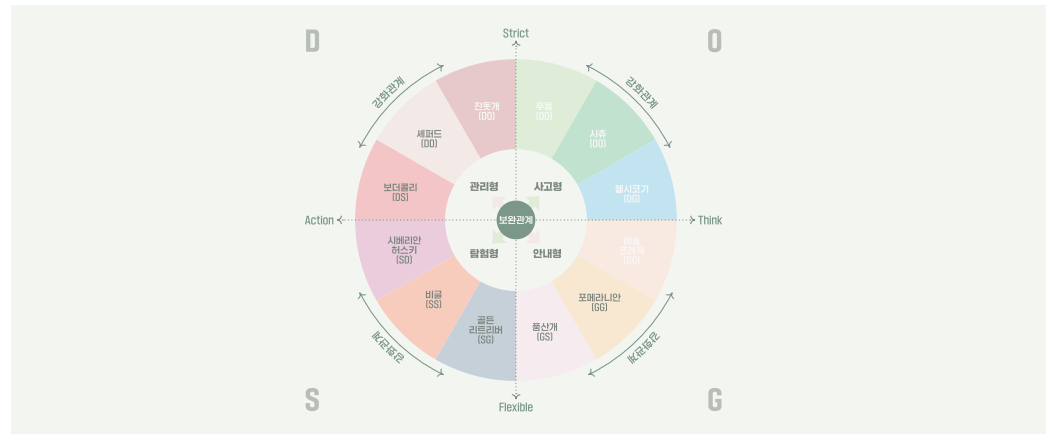 D
O
Strict
강화관계
강화관계
진돗개
(DO)
푸들
(OD)
셰퍼드
(DD)
시츄
(OO)
보더콜리
(DS)
웰시코기
(OG)
관리형
사고형
Action
보완관계
Think
탐험형
안내형
시베리안
허스키
(SD)
비글
(SS)
포메라니안
(GG)
골든
리트리버
(SG)
풍산개
(GS)
강화관계
강화관계
Flexible
S
G